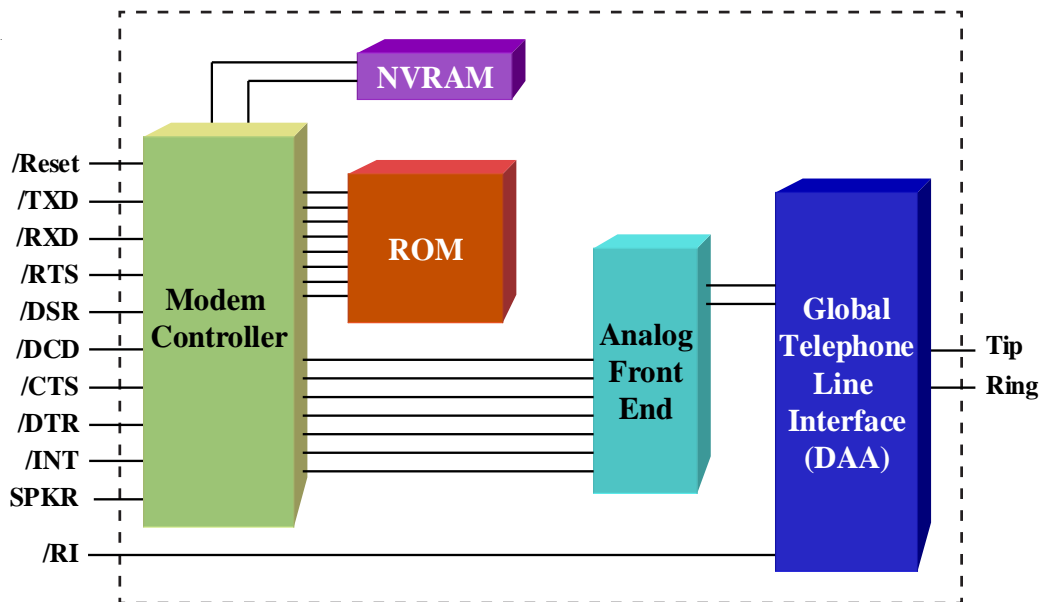 NVRAM
/Reset
/TXD
/RXD
/RTS
/DSR
/DCD
/CTS
/DTR
/INT
SPKR
/RI
Modem
Controller
ROM
Analog
Front
End
Global
Telephone
Line
Interface
(DAA)
Tip
Ring